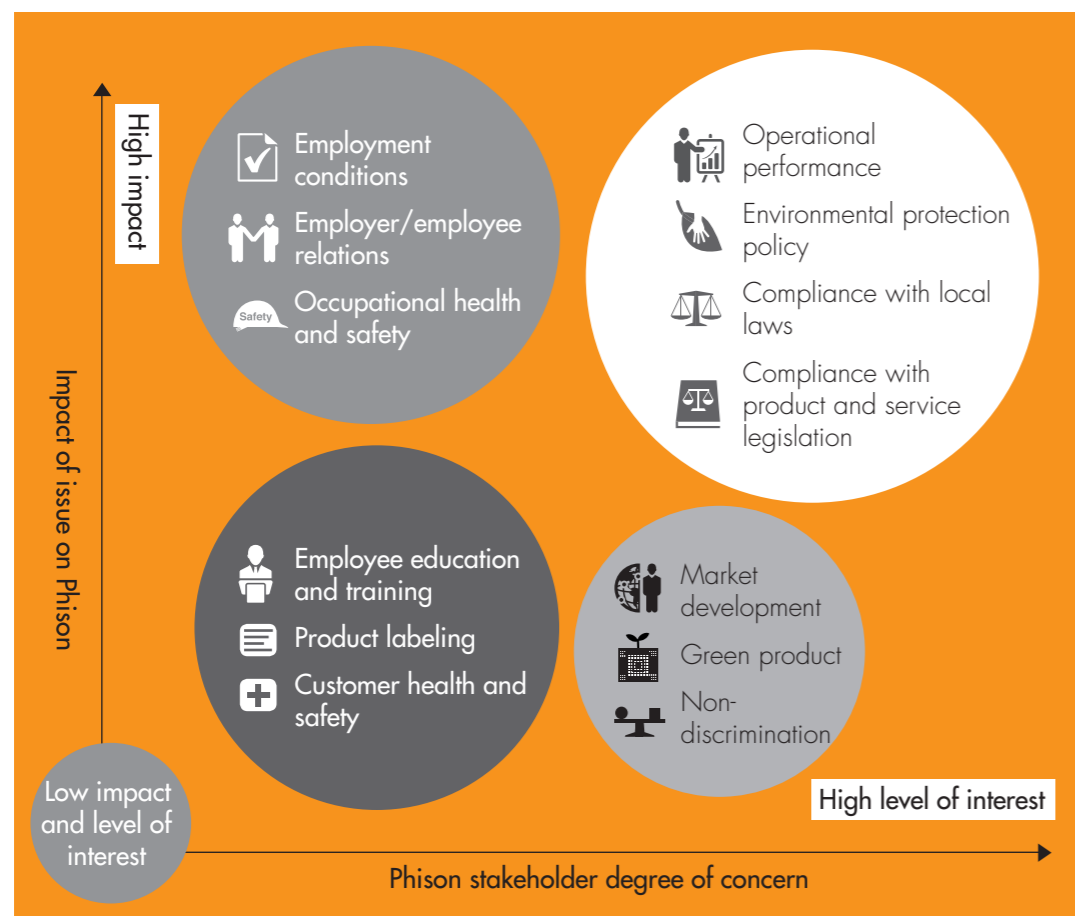 High impact
Impact of issue on Phison
Employment
conditions
Employer/employee
relations
Safety
Occupational health
and safety
Operational
performance
Environmental protection
policy
Compliance with local
laws
Compliance with
product and service
legislation
Employee education
and training
Product labeling
Customer health and
safety
Market
development
Green product
Non-
discrimination
Low impact
and level of
interest
High level of interest
Phison stakeholder degree of concern